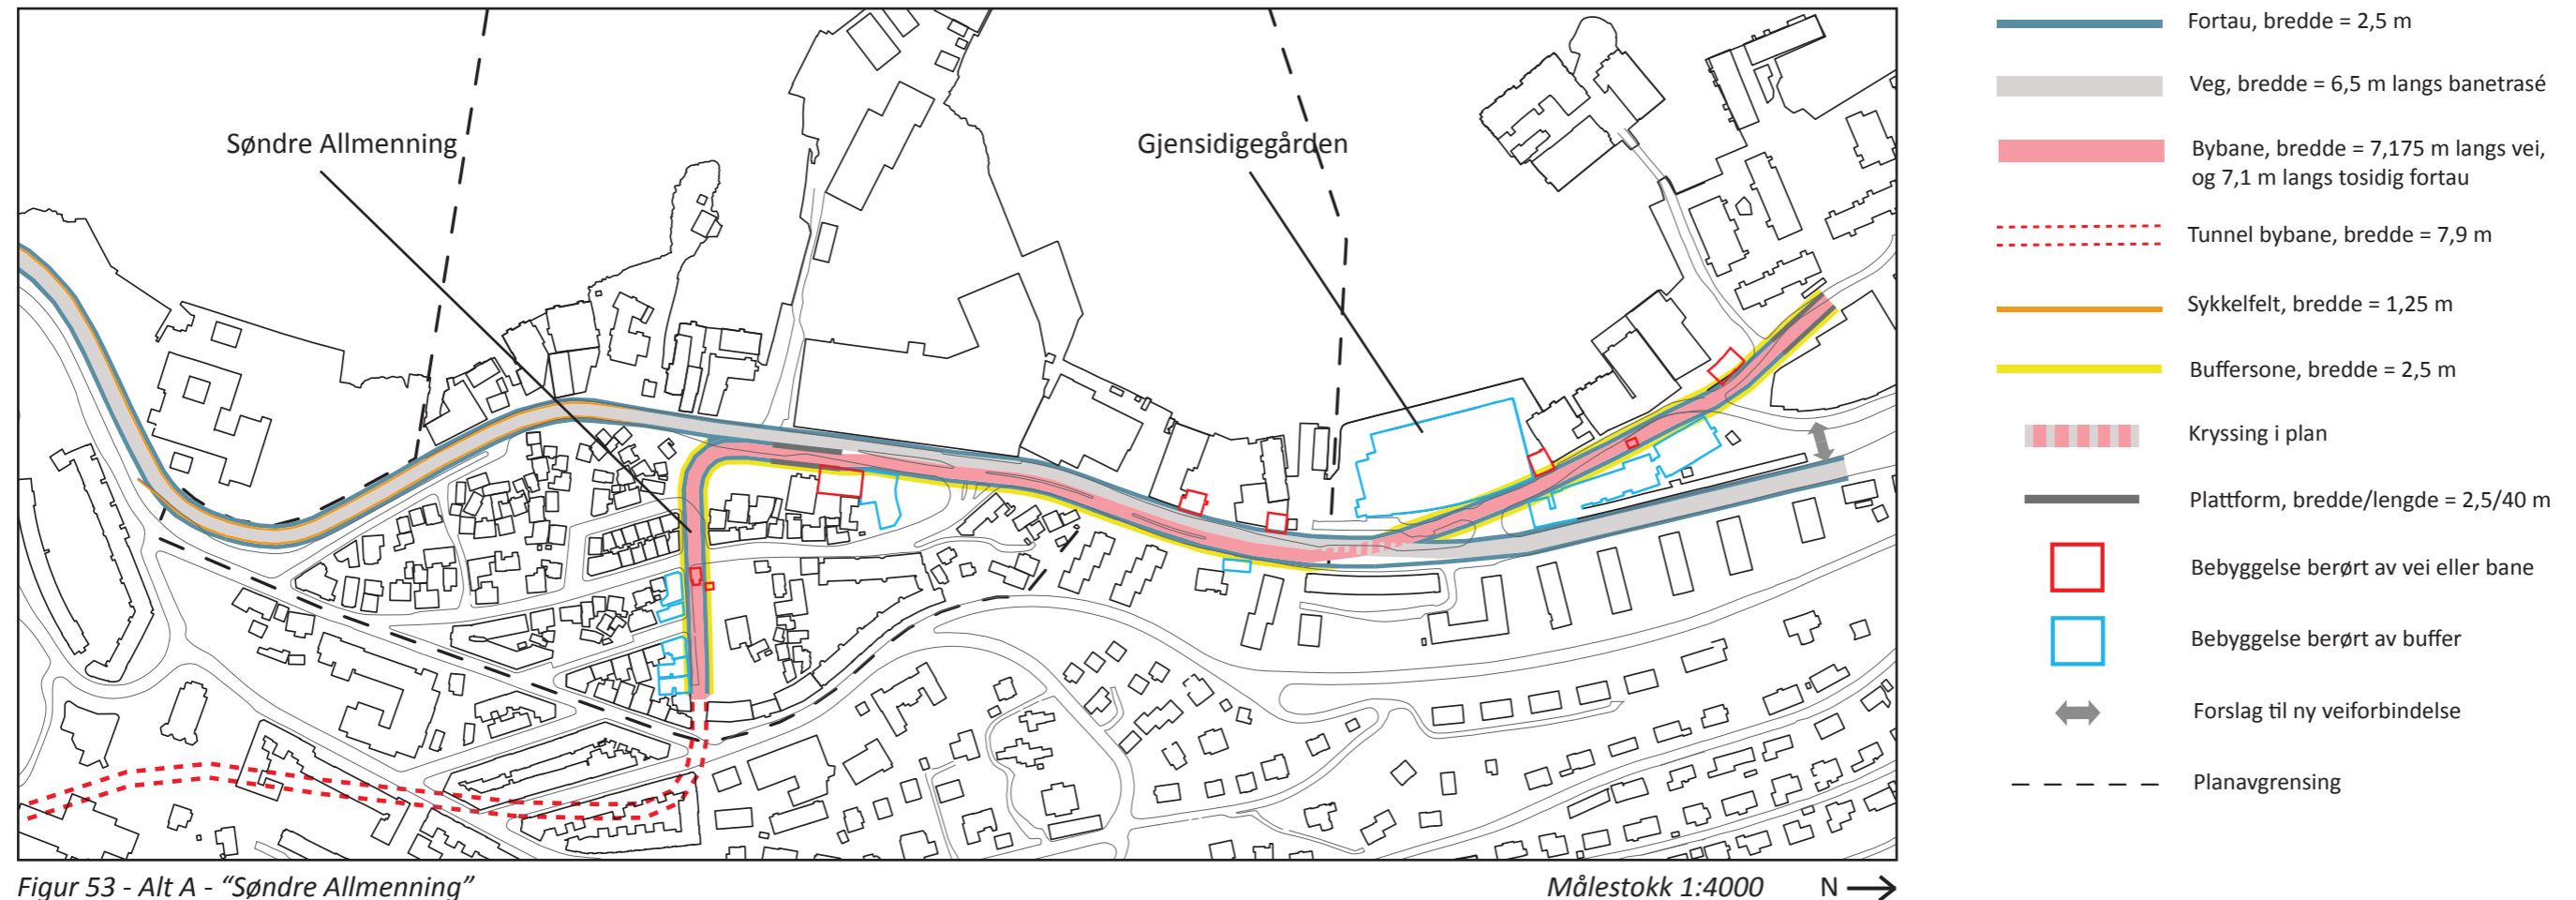 Søndre Allmenning
Gjensidigegården
Fortau, bredde = 2,5 m
Veg, bredde = 6,5 m langs banetrasé
Bybane, bredde = 7,175 m langs vei,
og 7,1 m langs tosidig fortau
Tunnel bybane, bredde = 7,9 m
Sykkelfelt, bredde = 1,25 m
Buffersone, bredde = 2,5 m
Kryssing i plan
Plattform, bredde/lengde = 2,5/40 m
Bebyggelse berørt av vei eller bane
Bebyggelse berørt av buffer
Forslag til ny veiforbindelse
Planavgrensing
Figur 53 - Alt A - “Søndre Allmenning”
Målestokk 1:4000
N